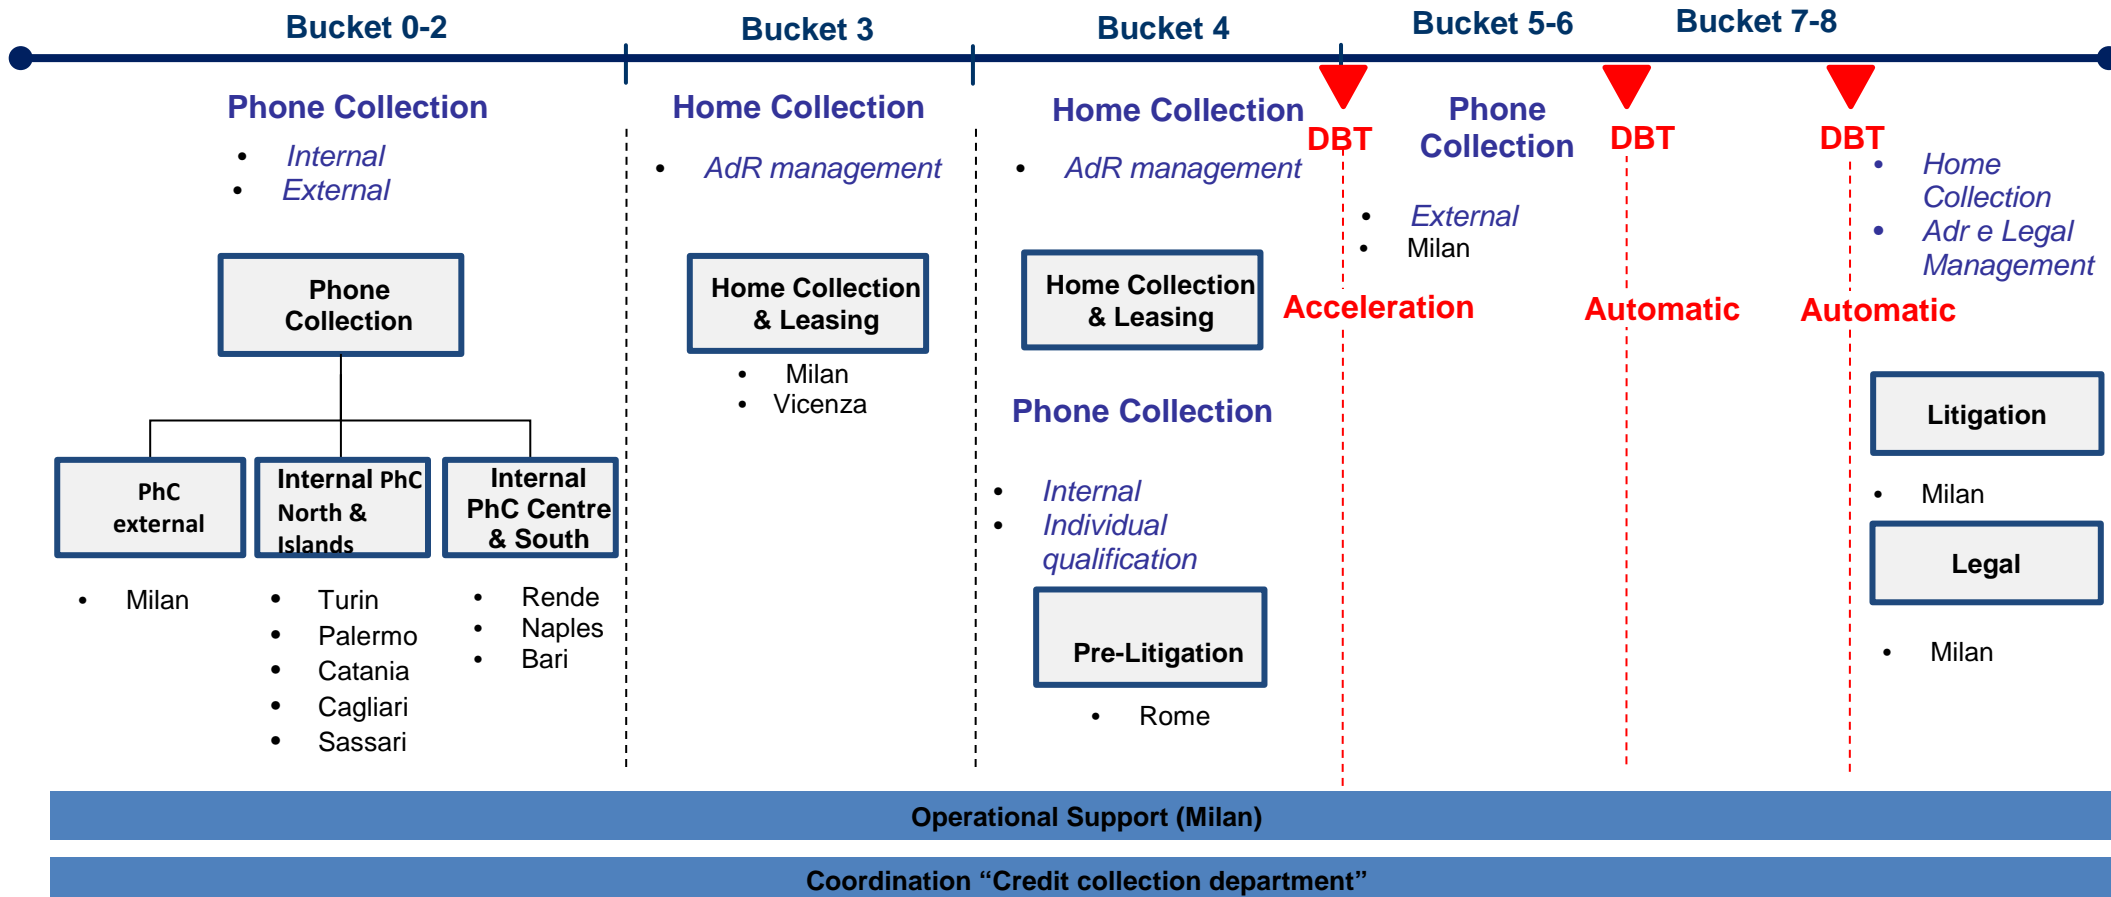 Bucket 0-2
Bucket 3
Bucket 4
Bucket 5-6
Bucket 7-8
Phone Collection
• Internal
• External
Phone
Collection
PhC
external
• Milan
Internal PhC
North &
Islands
• Turin
• Palermo
• Catania
• Cagliari
• Sassari
Internal
PhC Centre
& South
• Rende
• Naples
• Bari
Home Collection
• AdR management
Home Collection
& Leasing
• Milan
• Vicenza
Home Collection
• AdR management
Home Collection
& Leasing
Phone Collection
• Internal
• Individual
qualification
Pre-Litigation
• Rome
DBT
Acceleration
Phone
Collection
• External
• Milan
DBT
Automatic
DBT
Automatic
• Home
Collection
• Adr e Legal
Management
Litigation
• Milan
Legal
• Milan
Operational Support (Milan)
Coordination “Credit collection department”